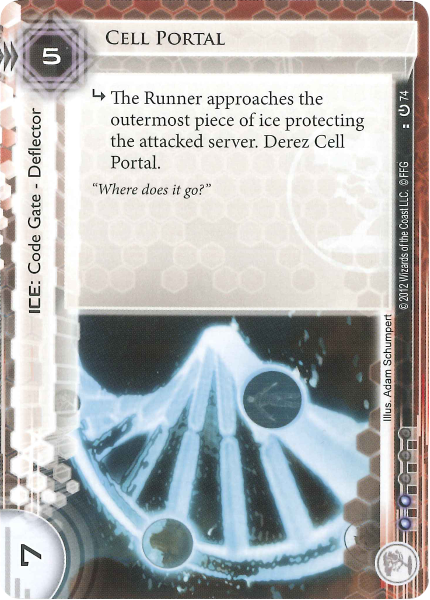 CELL PORTAL
5
↳ The Runner approaches the
outermost piece of ice protecting
the attacked server. Derez Cell
Portal.
“Where does it go?”
ICE: Code Gate - Deflector
74
© 2012 Wizards of the Coast LLC. © FFG
Illus. Adam Schumpert
7